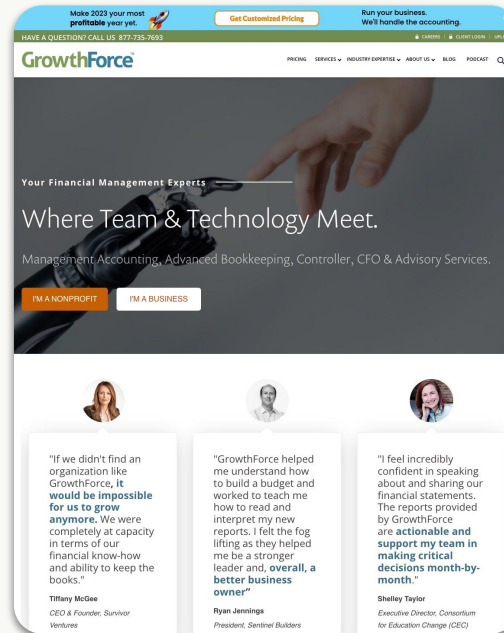 Make 2023 your most
profitable year yet.
Get Customized Pricing
Run your business.
We'll handle the accounting.
HAVE A QUESTION? CALL US 877-735-7693
CAREERS | CLIENT LOGIN |
GrowthForce
PRICING SERVICES INDUSTRY EXPERTISE ABOUT US BLOG PODCAST
Your Financial Management Experts
Where Team & Technology Meet.
Management Accounting, Advanced Bookkeeping, Controller, CFO & Advisory Services.
I'M A NONPROFIT I'M A BUSINESS
"If we didn't find an
organization like
GrowthForce, it
would be impossible
for us to grow
anymore. We were
completely at capacity
in terms of our
financial know-how
and ability to keep the
books."
Tiffany McGee
CEO & Founder, Survivor
Ventures
"GrowthForce helped
me understand how
to build a budget and
worked to teach me
how to read and
interpret my new
reports. I felt the fog
lifting as they helped
me be a stronger
leader and, overall, a
better business
owner"
Ryan Jennings
President, Sentinel Builders
"I feel incredibly
confident in speaking
about and sharing our
financial statements.
The reports provided
by GrowthForce
are actionable and
support my team in
making critical
decisions month-by-
month."
Shelley Taylor
Executive Director, Consortium
for Education Change (CEC)